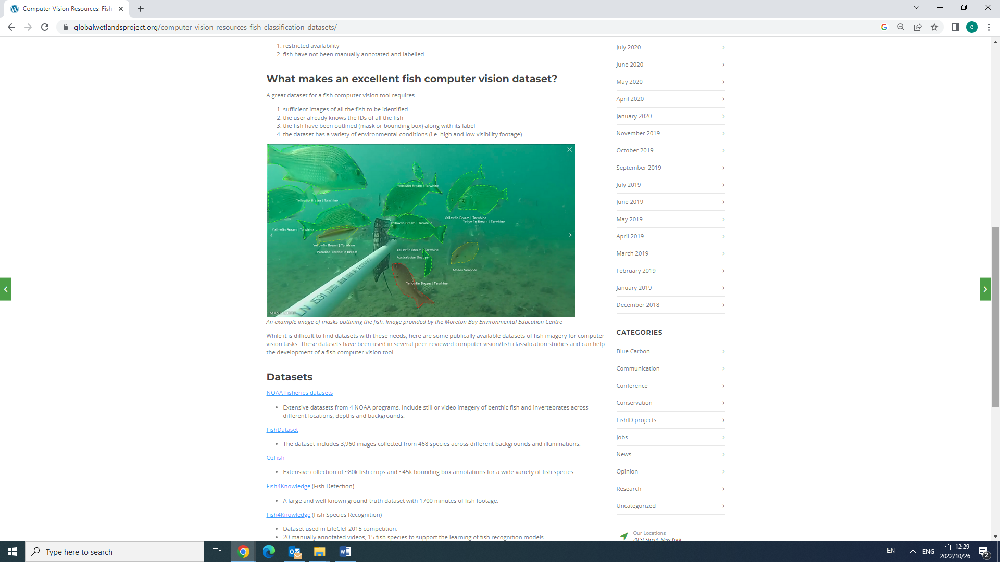 Computer Vision Resources: Fish
globalwetlandsproject.org/computer-vision-resources-fish-classification-datasets/
C
1. restricted availability
2. fish have not been manually annotated and labelled
What makes an excellent fish computer vision dataset?
A great dataset for a fish computer vision tool requires
1. sufficient images of all the fish to be identified
2. the user already knows the IDs of all the fish
3. the fish have been outlined (mask or bounding box) along with its label
4. the dataset has a variety of environmental conditions (i.e. high and low visibility footage)
Yellowfin Bream | Tarwhine
Yellowfin Bream | Tarwhine
Yellowfin Bream | Tarwhine
Yellowfin Bream | Tarwhine
Yellowfin Bream | Tarwhine
Yellowfin Bream | Tarwhine
Yellowfin Bream | Tarwhine
Paradise Threadfin Bream
Yellowfin Bream | Tarwhine
Australasian Snapper
Moses Snapper
Yellowfin Bream | Tarwhine
LN 1531
MASK MODE
An example image of masks outlining the fish. Image provided by the Moreton Bay Environmental Education Centre
While it is difficult to find datasets with these needs, here are some publically available datasets of fish imagery for computer
vision tasks. These datasets have been used in several peer-reviewed computer vision/fish classification studies and can help
the development of a fish computer vision tool.
Datasets
NOAA Fisheries datasets
• Extensive datasets from 4 NOAA programs. Include still or video imagery of benthic fish and invertebrates across
different locations, depths and backgrounds.
FishDataset
• The dataset includes 3,960 images collected from 468 species across different backgrounds and illuminations.
OzFish
• Extensive collection of ~80k fish crops and ~45k bounding box annotations for a wide variety of fish species.
Fish4Knowledge (Fish Detection)
• A large and well-known ground-truth dataset with 1700 minutes of fish footage.
Fish4Knowledge (Fish Species Recognition)
• Dataset used in LifeClef 2015 competition.
• 20 manually annotated videos, 15 fish species to support the learning of fish recognition models.
July 2020
June 2020
May 2020
April 2020
January 2020
November 2019
October 2019
September 2019
July 2019
June 2019
May 2019
April 2019
March 2019
February 2019
January 2019
December 2018
CATEGORIES
Blue Carbon
Communication
Conference
Conservation
FishID projects
Jobs
News
Opinion
Research
Uncategorized
Our Locations
20 St Street, New York
Type here to search
EN
ENG
下午 12:29
2022/10/26
2